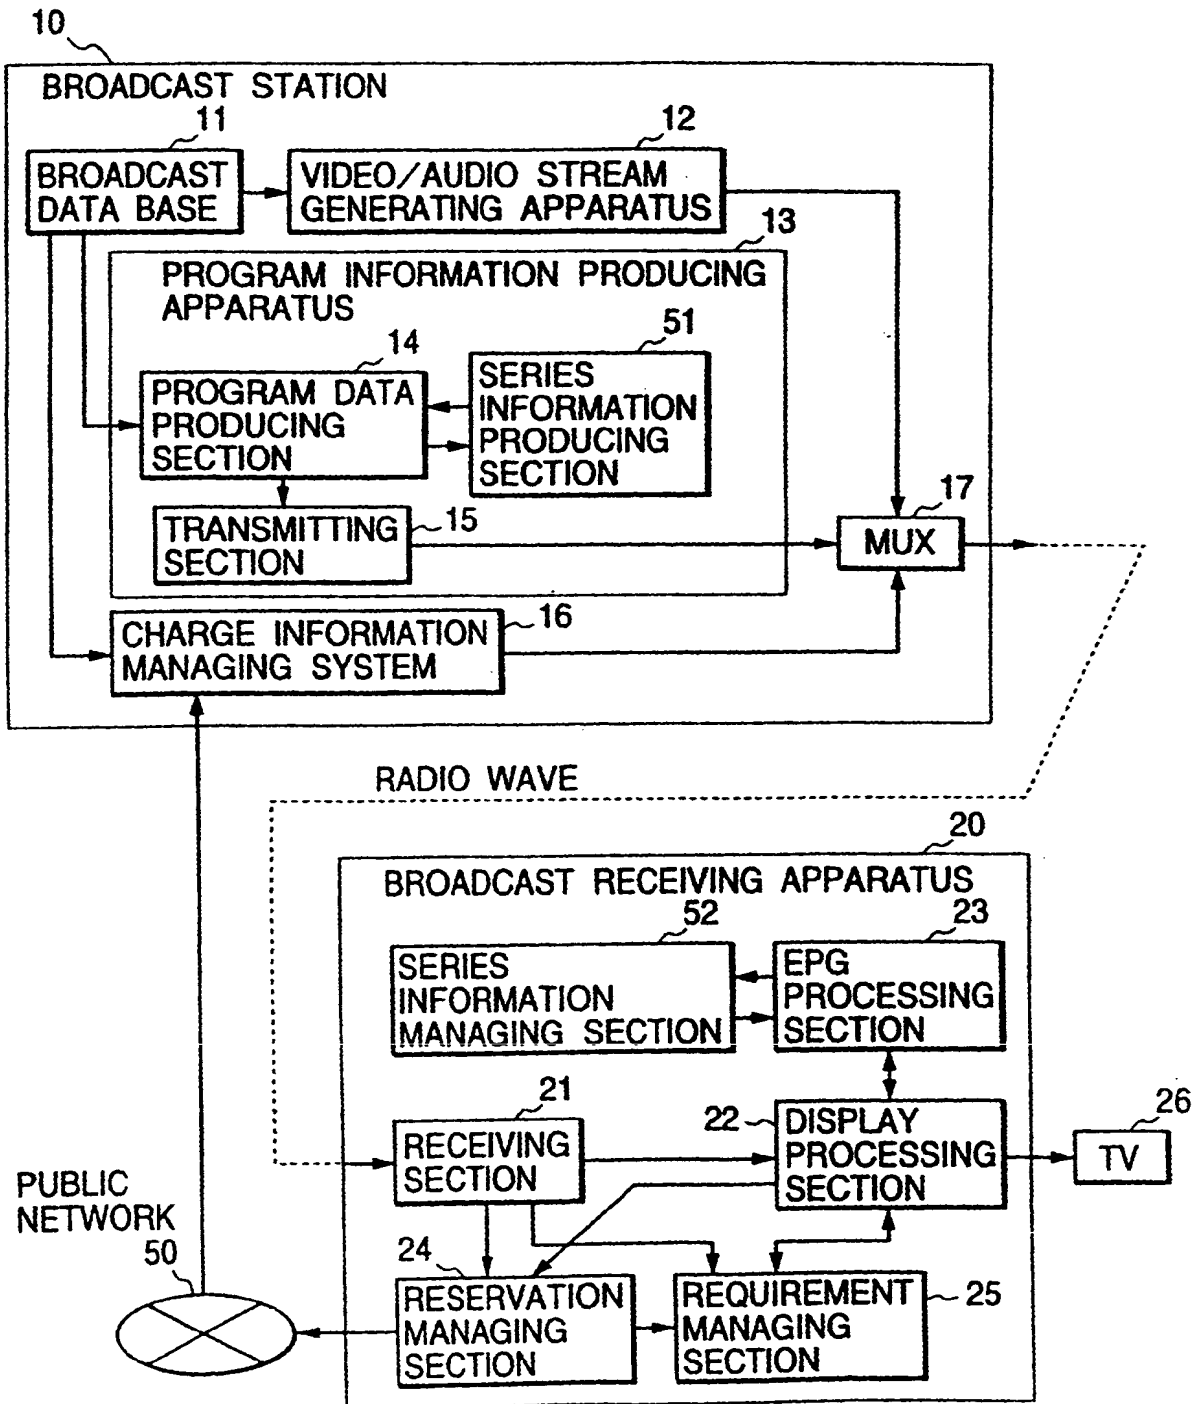 10
BROADCAST STATION
11
12
BROADCAST
DATA BASE
VIDEO/AUDIO STREAM
GENERATING APPARATUS
13
PROGRAM INFORMATION PRODUCING
APPARATUS
14
51
PROGRAM DATA
PRODUCING
SECTION
SERIES
INFORMATION
PRODUCING
SECTION
15
TRANSMITTING
SECTION
17
MUX
16
CHARGE INFORMATION
MANAGING SYSTEM
RADIO WAVE
20
BROADCAST RECEIVING APPARATUS
52
23
SERIES
INFORMATION
MANAGING SECTION
EPG
PROCESSING
SECTION
21
22
26
RECEIVING
SECTION
DISPLAY
PROCESSING
SECTION
TV
PUBLIC
NETWORK
50
24
RESERVATION
MANAGING
SECTION
REQUIREMENT
MANAGING
SECTION
25